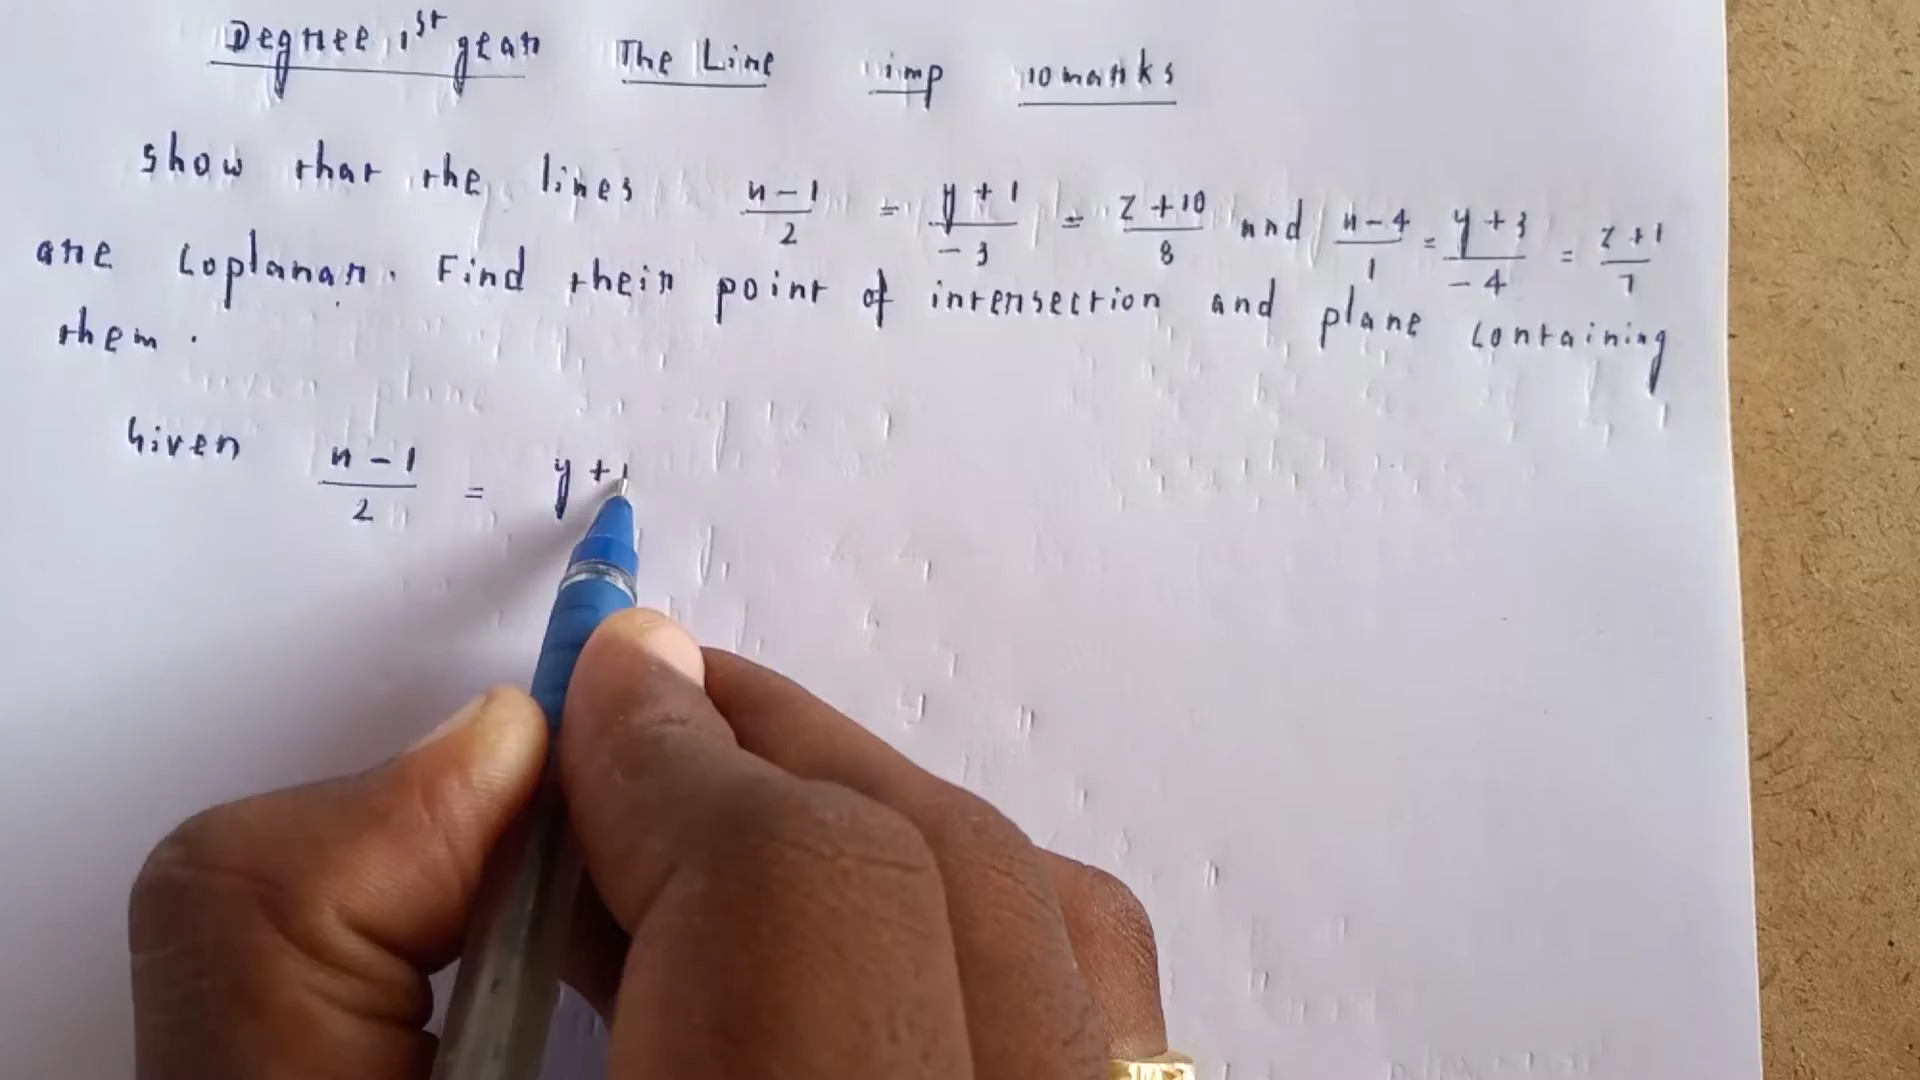 Degree 1st year The Line imp 10 marks
show that the lines x-1/2 = y+1/-3 = z+10/8 and x-4/1 = y+3/-4 = z+1/7
are coplanar. Find their point of intersection and plane containing
them.
Given x-1/2 = y+1